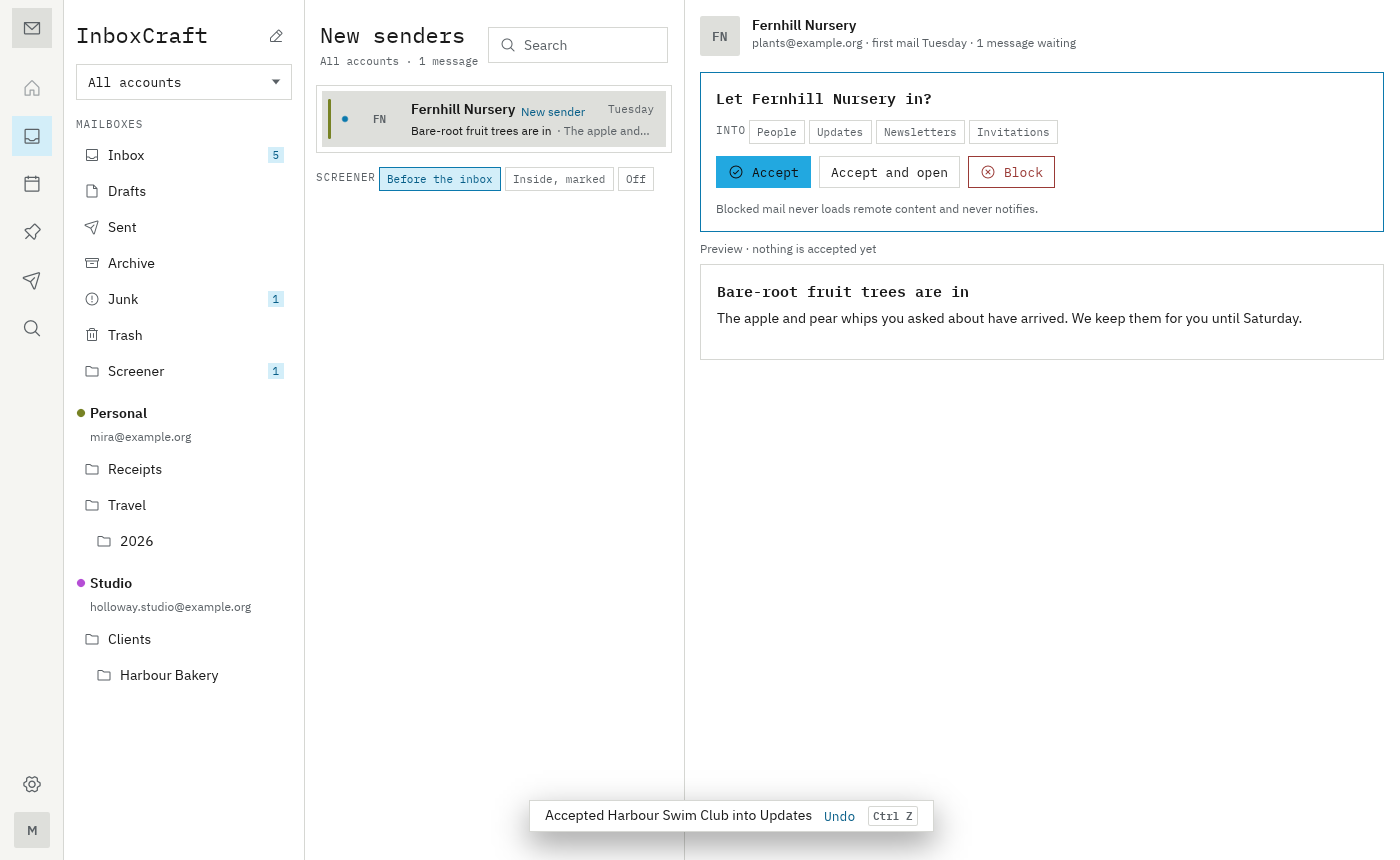 InboxCraft
All accounts
MAILBOXES
Inbox 5
Drafts
Sent
Archive
Junk 1
Trash
Screener 1
Personal
mira@example.org
Receipts
Travel
2026
Studio
holloway.studio@example.org
Clients
Harbour Bakery
M
New senders
All accounts · 1 message
Search
FN
Fernhill Nursery New sender Tuesday
Bare-root fruit trees are in · The apple and…
SCREENER Before the inbox Inside, marked Off
FN
Fernhill Nursery
plants@example.org · first mail Tuesday · 1 message waiting
Let Fernhill Nursery in?
INTO People Updates Newsletters Invitations
Accept Accept and open Block
Blocked mail never loads remote content and never notifies.
Preview · nothing is accepted yet
Bare-root fruit trees are in
The apple and pear whips you asked about have arrived. We keep them for you until Saturday.
Accepted Harbour Swim Club into Updates Undo Ctrl Z